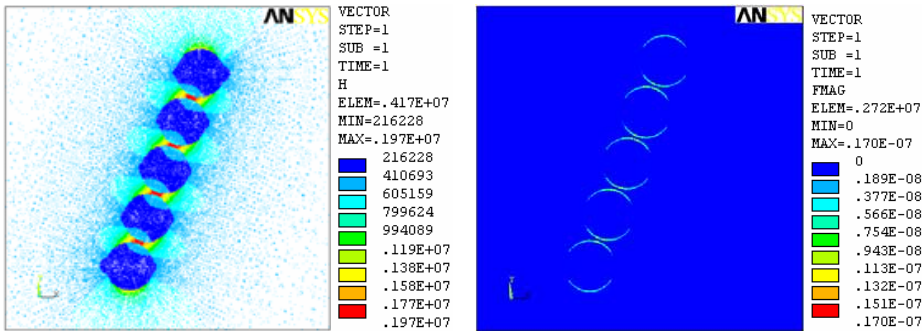 ANSYS
VECTOR
STEP=1
SUB =1
TIME=1
H
ELEM=.417E+07
MIN=216228
MAX=.197E+07
216228
410693
605159
799624
994089
.119E+07
.138E+07
.158E+07
.177E+07
.197E+07
ANSYS
VECTOR
STEP=1
SUB =1
TIME=1
FMAG
ELEM=.272E+07
MIN=0
MAX=.170E-07
0
.189E-08
.377E-08
.566E-08
.754E-08
.943E-08
.113E-07
.132E-07
.151E-07
.170E-07